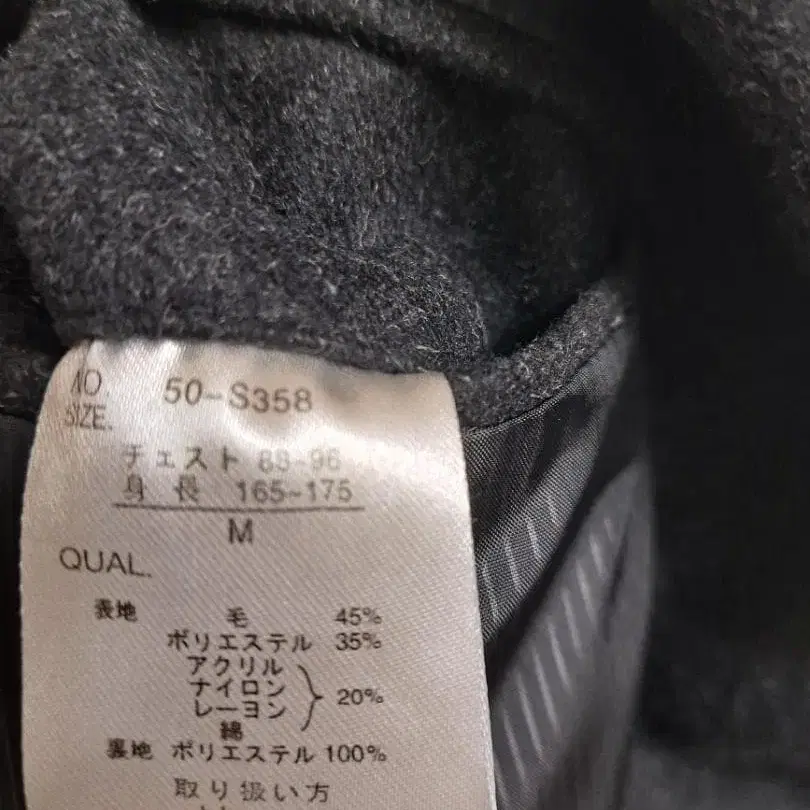 NO 50-S358
SIZE.
チェスト 88-96
身長 165~175
M
QUAL.
表地 毛 45%
ポリエステル 35%
アクリル
ナイロン 20%
レーヨン
綿
裏地 ポリエステル 100%
取り扱い方